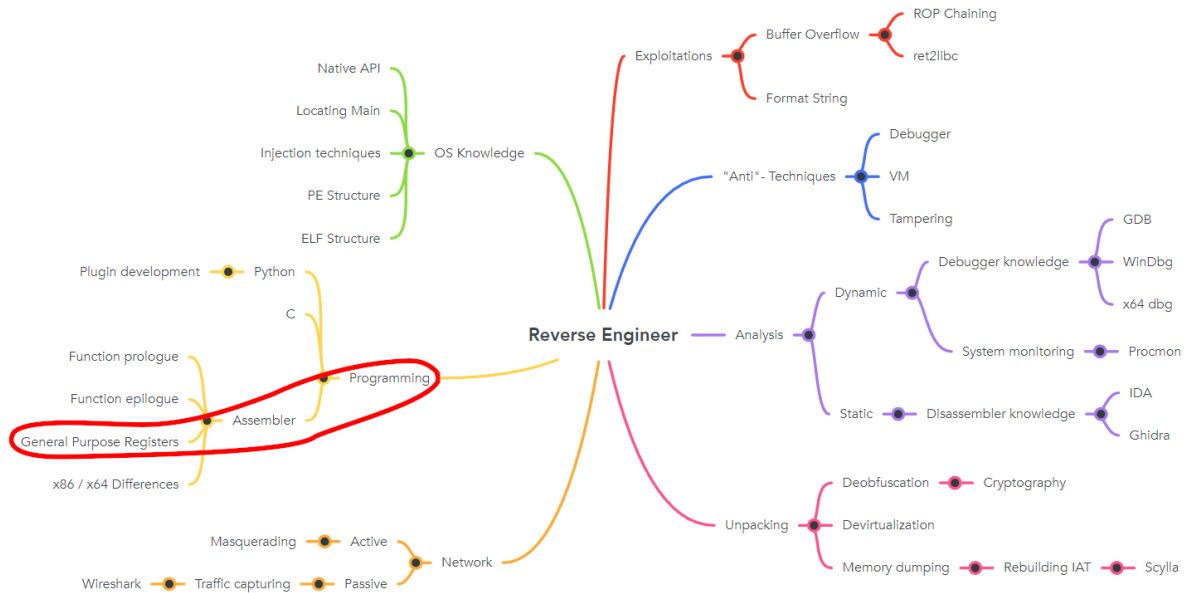 Reverse Engineer
Exploitations
Buffer Overflow
ROP Chaining
ret2libc
Format String
"Anti"- Techniques
Debugger
VM
Tampering
Analysis
Dynamic
Debugger knowledge
GDB
WinDbg
x64 dbg
System monitoring
Procmon
Static
Disassembler knowledge
IDA
Ghidra
Unpacking
Deobfuscation
Cryptography
Devirtualization
Memory dumping
Rebuilding IAT
Scylla
OS Knowledge
Native API
Locating Main
Injection techniques
PE Structure
ELF Structure
Programming
Python
Plugin development
C
Assembler
Function prologue
Function epilogue
General Purpose Registers
x86 / x64 Differences
Network
Active
Masquerading
Passive
Traffic capturing
Wireshark